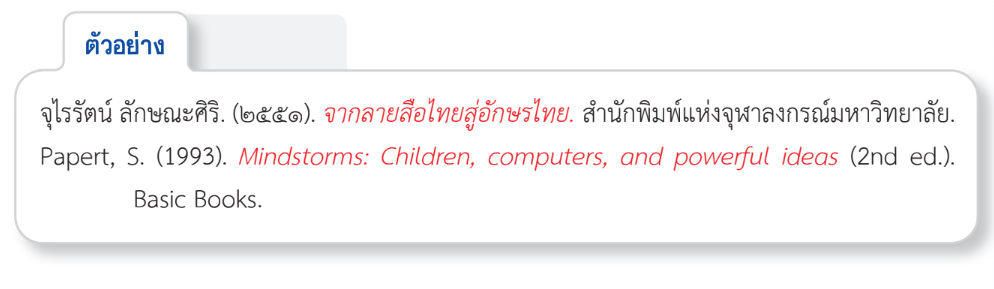 ตัวอย่าง
จุไรรัตน์ ลักษณะศิริ. (๒๕๕๑). จากลายสือไทยสู่อักษรไทย. สำนักพิมพ์แห่งจุฬาลงกรณ์มหาวิทยาลัย.
Papert, S. (1993). Mindstorms: Children, computers, and powerful ideas (2nd ed.).
Basic Books.